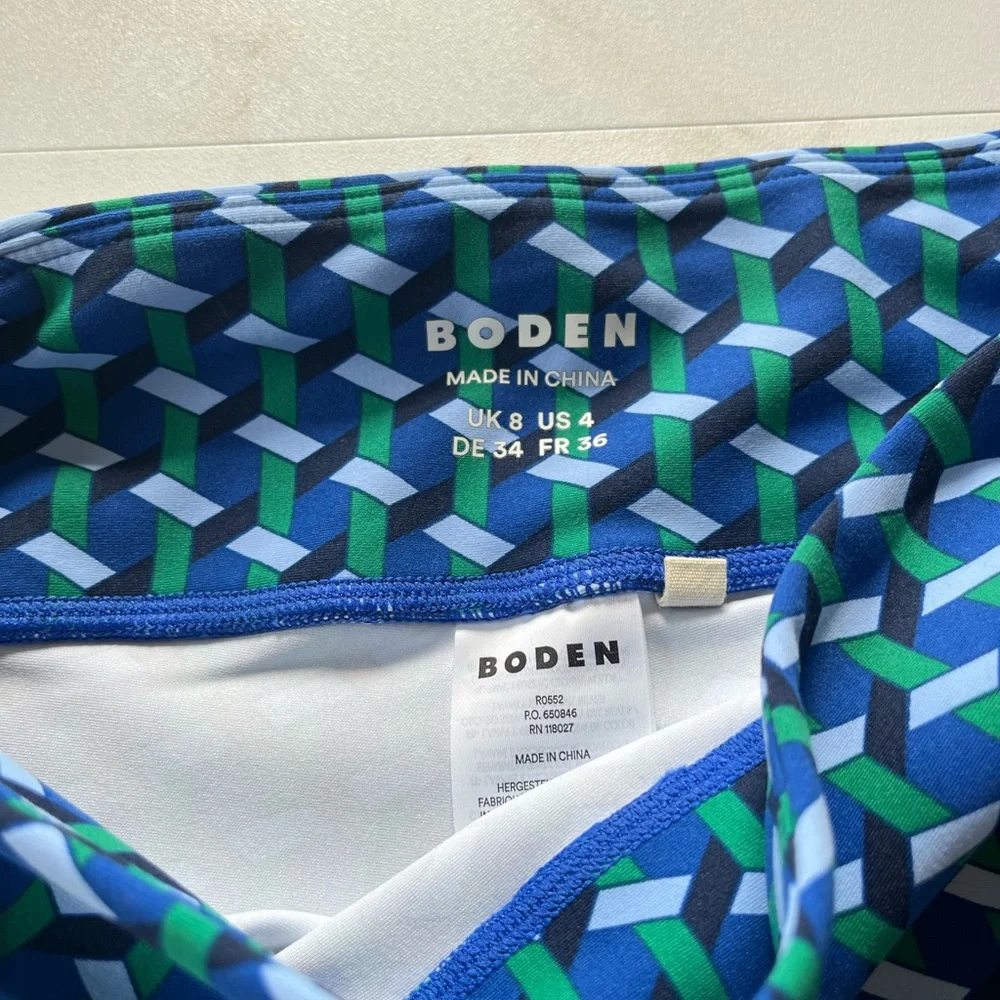 BODEN
MADE IN CHINA
UK 8 US 4
DE 34 FR 36
BODEN
R0552
P.O. 650846
RN 118027
MADE IN CHINA